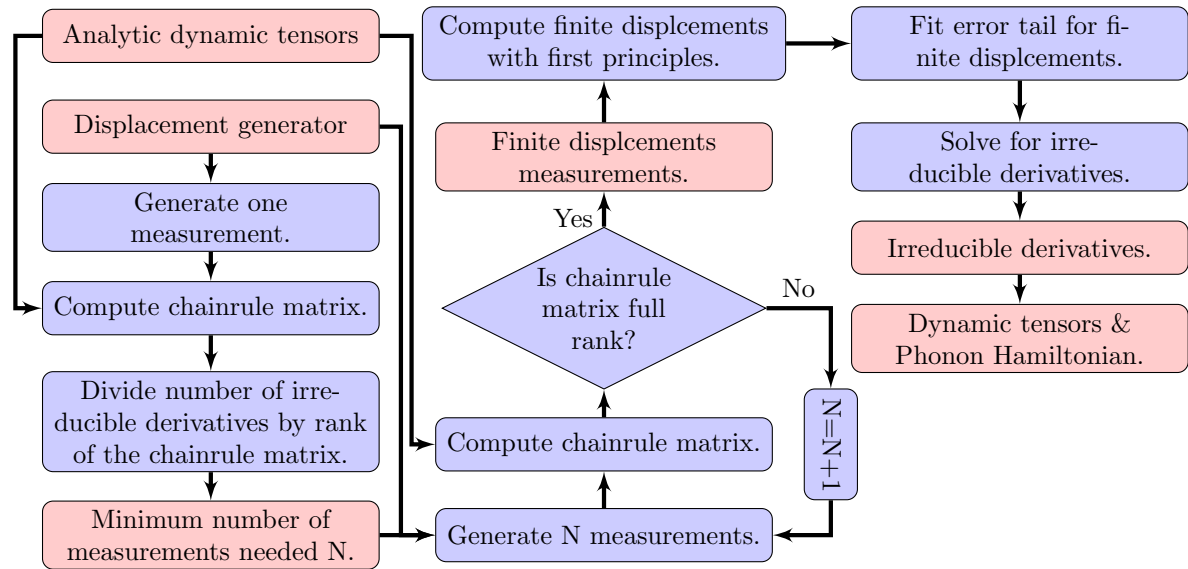 Analytic dynamic tensors
Displacement generator
Generate one
measurement.
Compute chainrule matrix.
Divide number of irre-
ducible derivatives by rank
of the chainrule matrix.
Minimum number of
measurements needed N.
Compute finite displcements
with first principles.
Finite displcements
measurements.
Yes
Is chainrule
matrix full
rank?
No
N=N+1
Compute chainrule matrix.
Generate N measurements.
Fit error tail for fi-
nite displcements.
Solve for irre-
ducible derivatives.
Irreducible derivatives.
Dynamic tensors &
Phonon Hamiltonian.